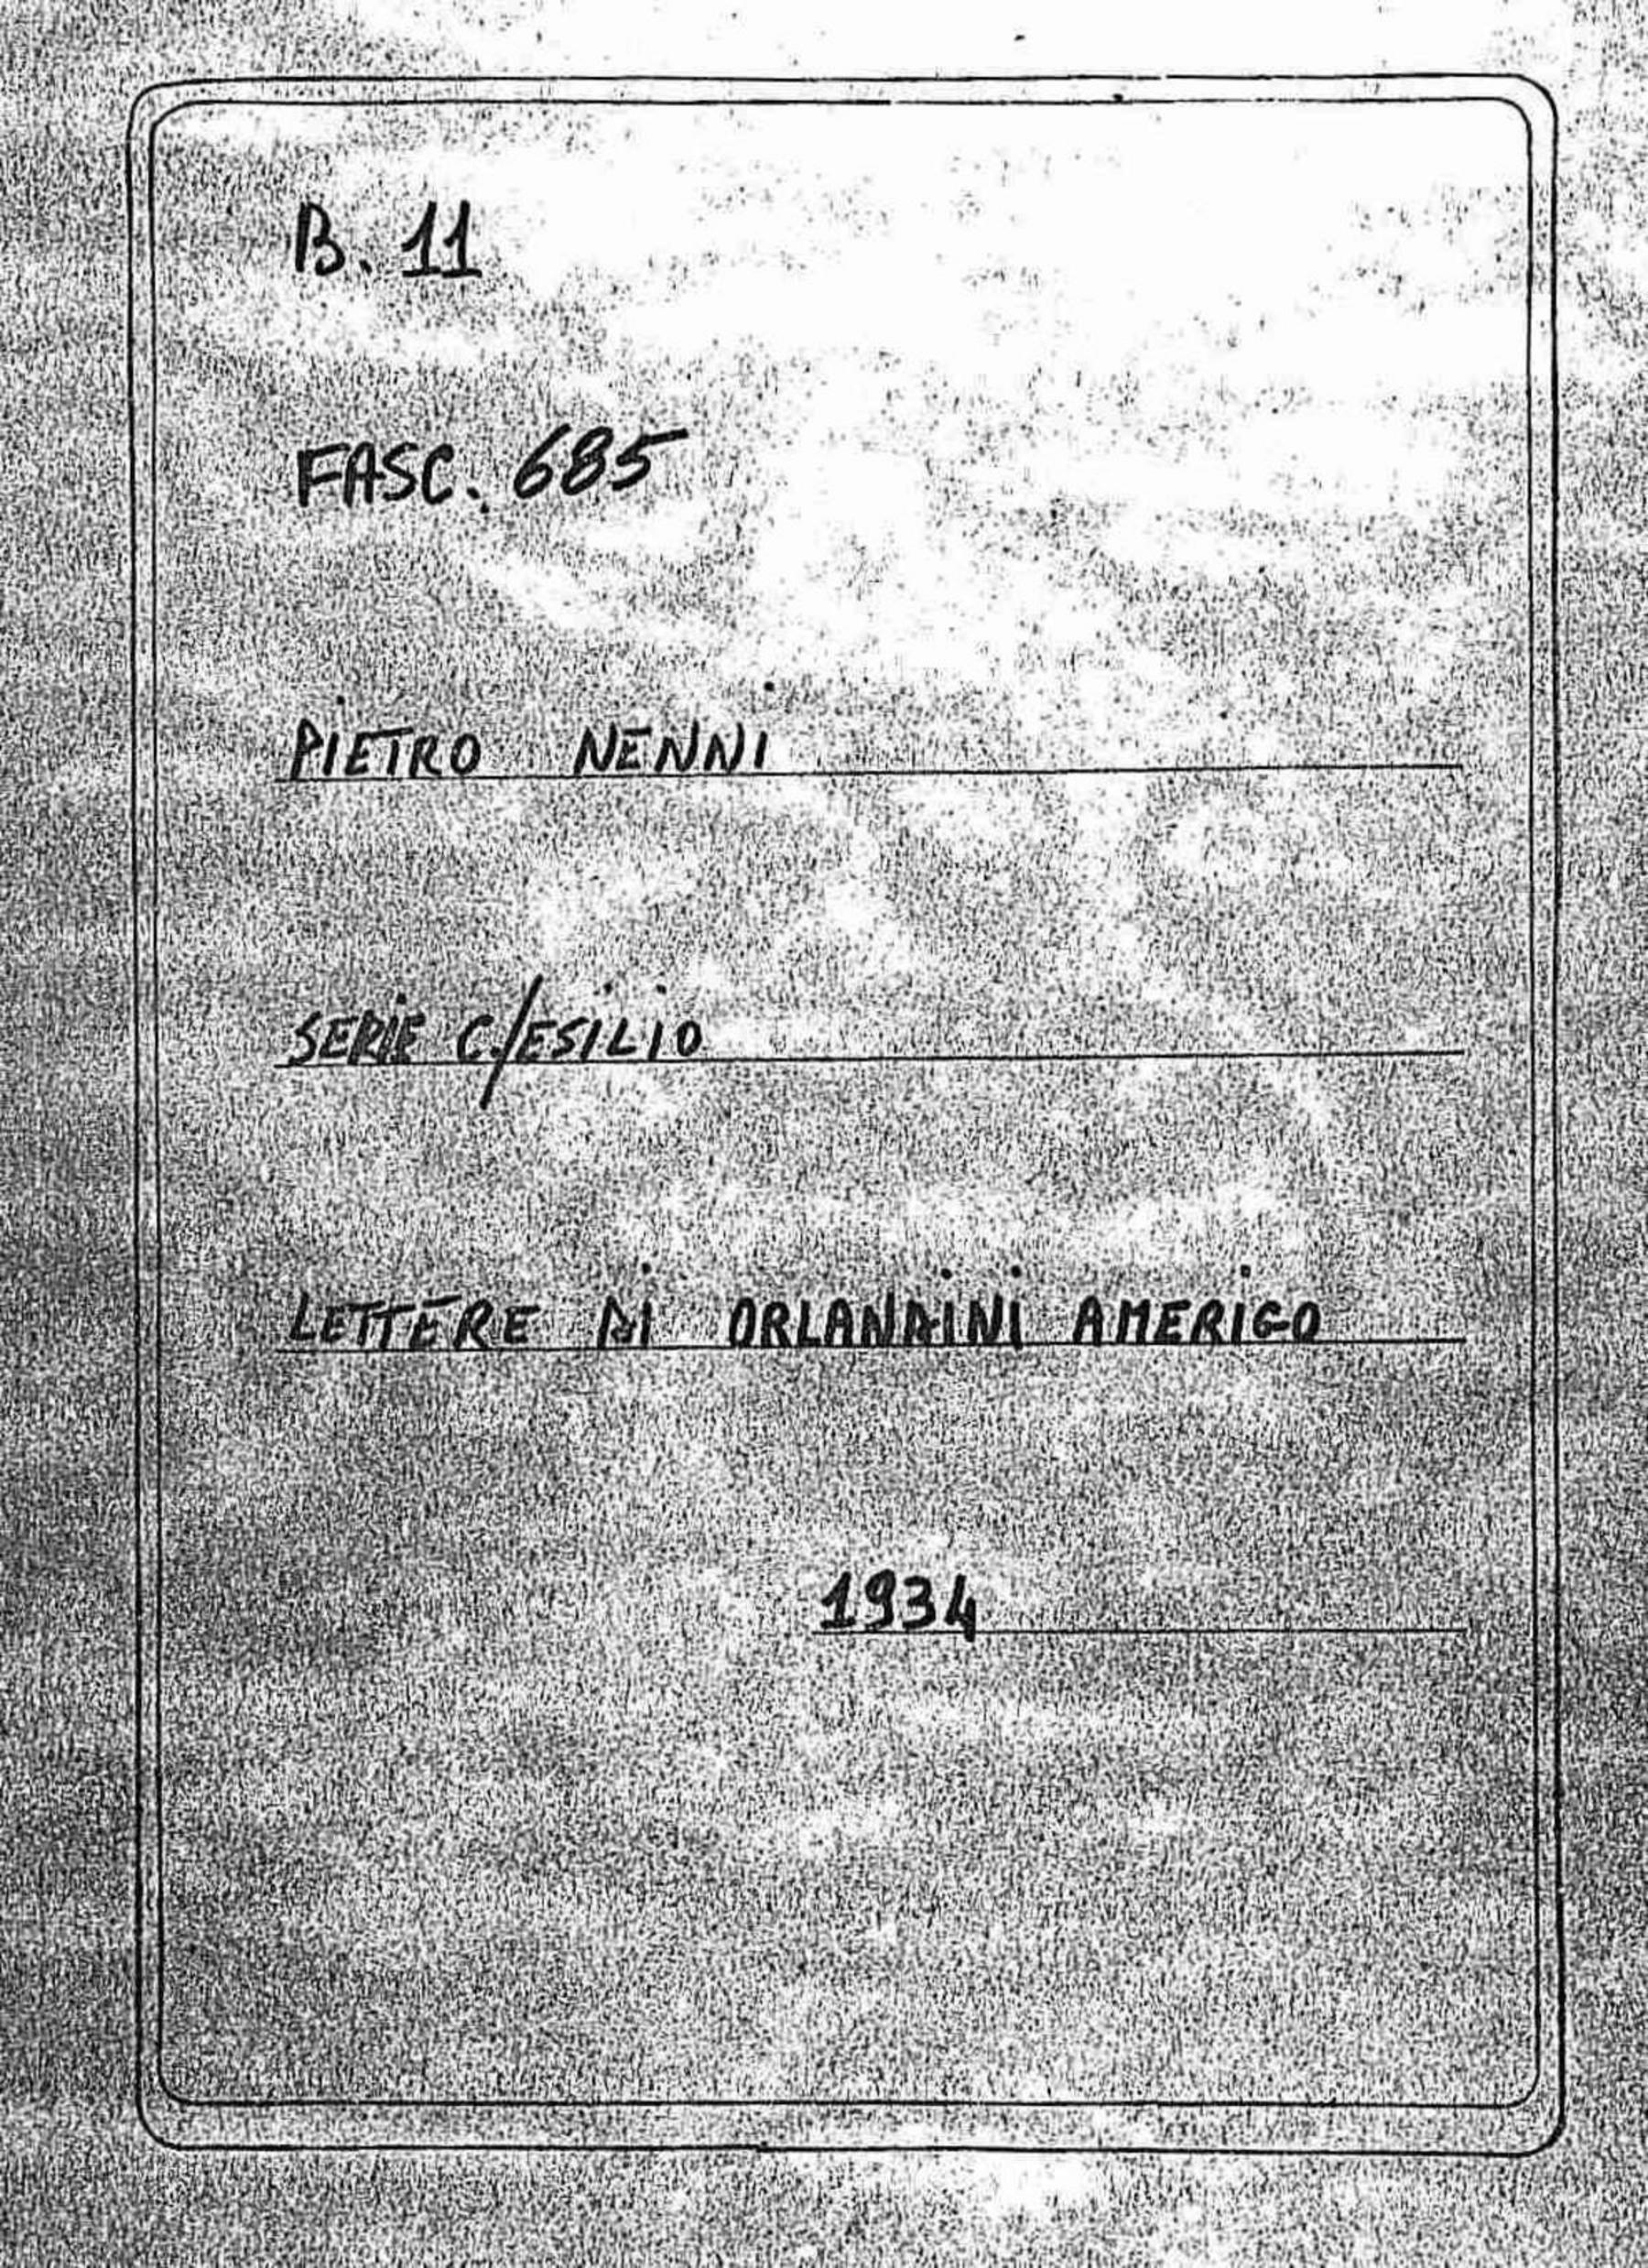 B. 11
FASC. 685
PIETRO NENNI
SERIE C./ESILIO
LETTERE DI ORLANDINI AMERIGO
1934